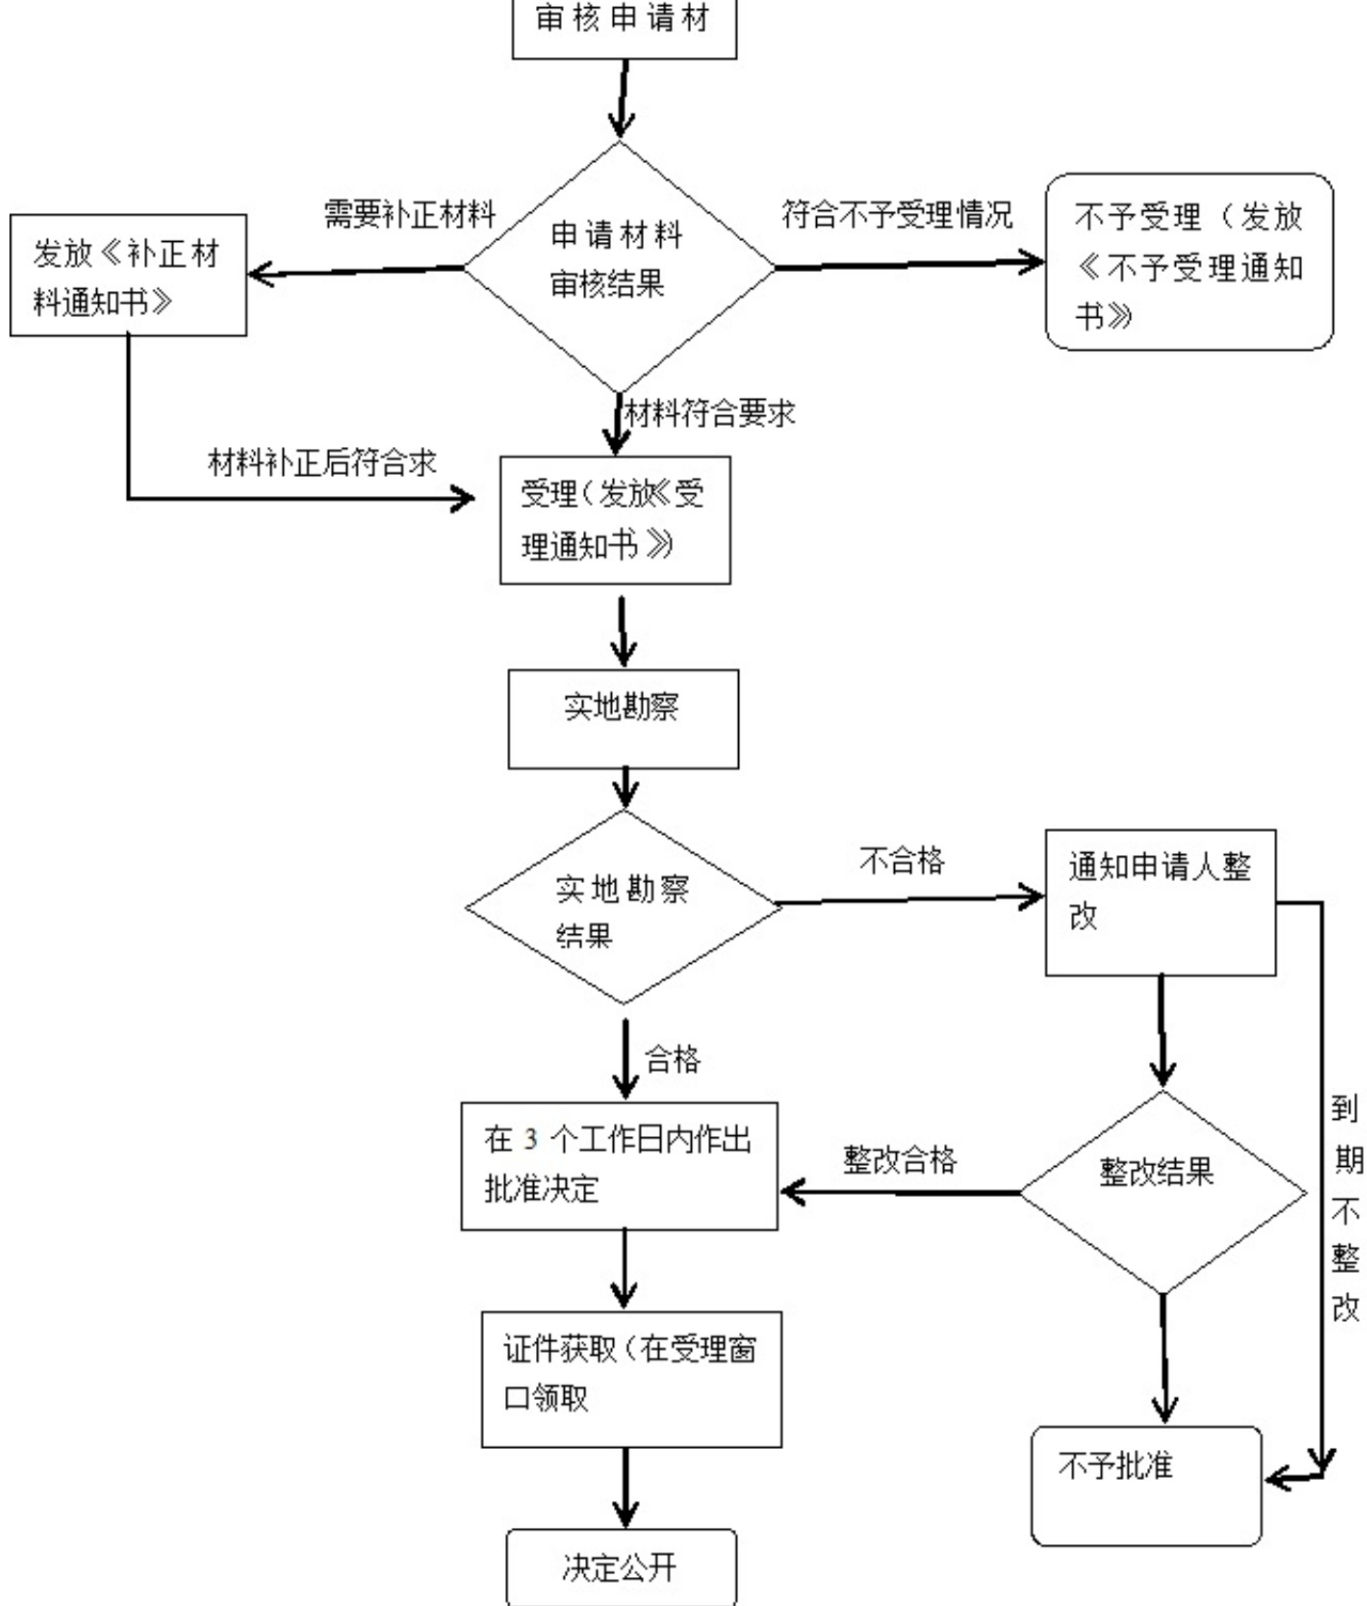 审核申请材
需要补正材料
符合不予受理情况
申请材料
审核结果
发放《补正材
料通知书》
不予受理（发放
《不予受理通知
书》）
材料符合要求
材料补正后符合求
受理（发放《受
理通知书》）
实地勘察
实地勘察
结果
不合格
通知申请人整
改
合格
在 3 个工作日内作出
批准决定
整改合格
整改结果
到
期
不
整
改
证件获取（在受理窗
口领取
不予批准
决定公开